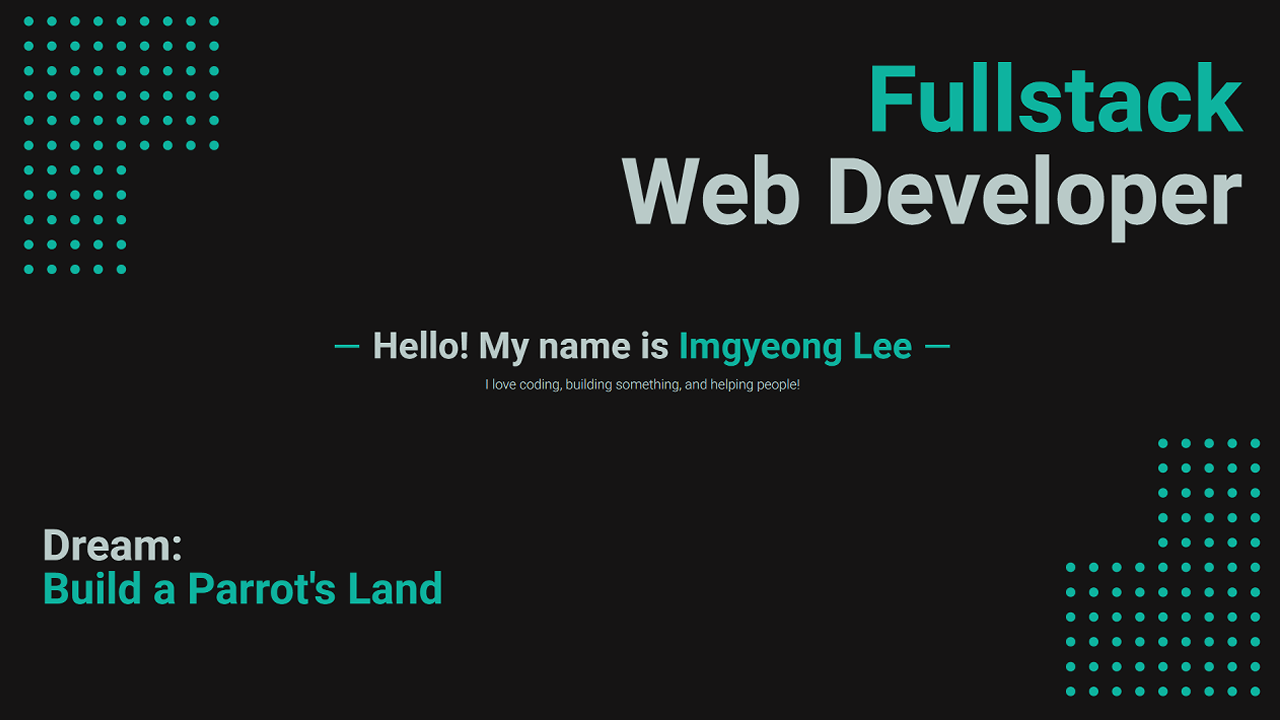 Fullstack
Web Developer
— Hello! My name is Imgyeong Lee —
I love coding, building something, and helping people!
Dream:
Build a Parrot's Land